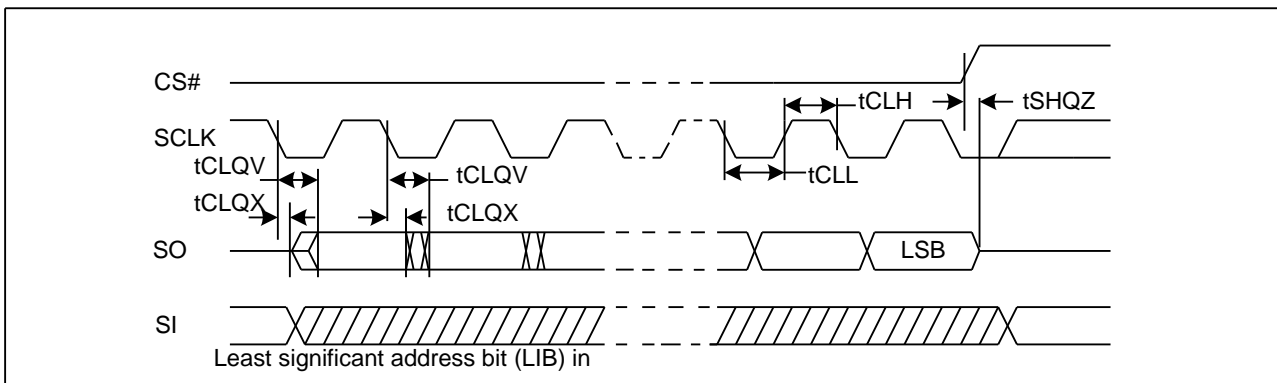 CS#
tCLH
tSHQZ
SCLK
tCLQV
tCLQV
tCLL
tCLQX
tCLQX
SO
LSB
SI
Least significant address bit (LIB) in